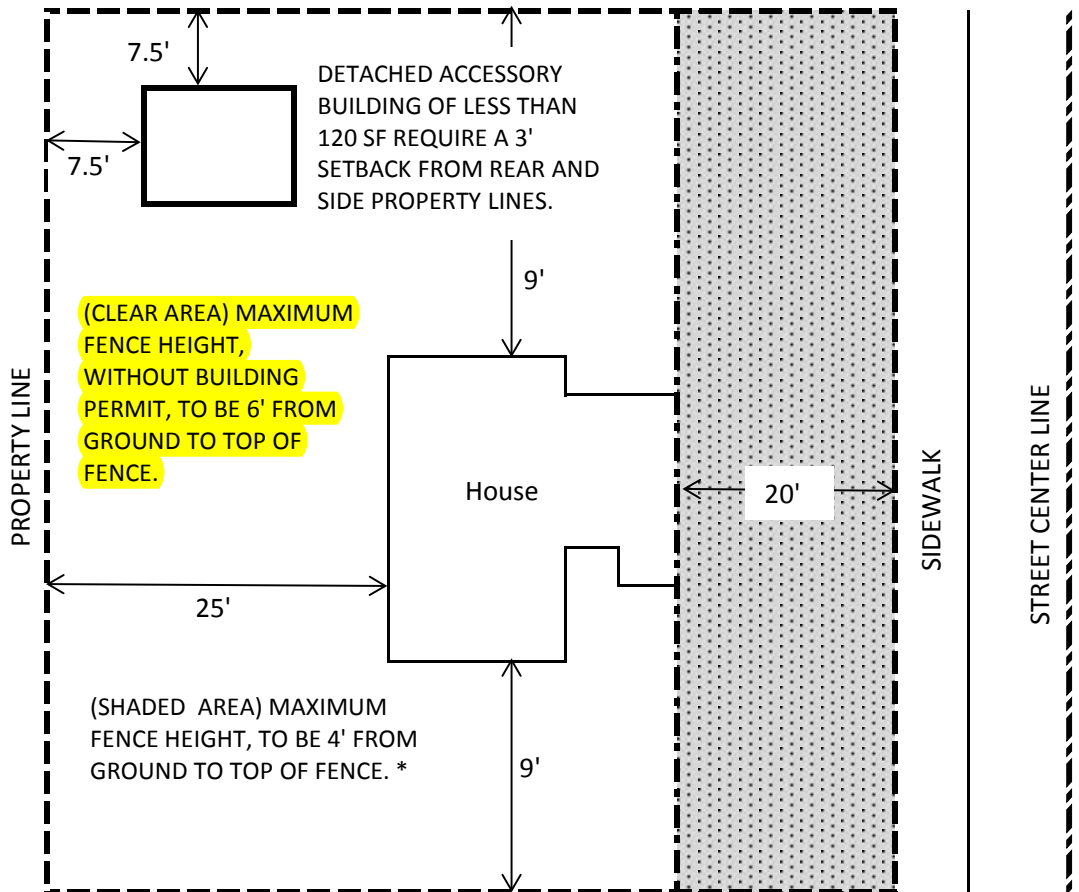 7.5'
7.5'
DETACHED ACCESSORY
BUILDING OF LESS THAN
120 SF REQUIRE A 3'
SETBACK FROM REAR AND
SIDE PROPERTY LINES.
9'
(CLEAR AREA) MAXIMUM
FENCE HEIGHT,
WITHOUT BUILDING
PERMIT, TO BE 6' FROM
GROUND TO TOP OF
FENCE.
PROPERTY LINE
House
20'
SIDEWALK
STREET CENTER LINE
25'
(SHADED AREA) MAXIMUM
FENCE HEIGHT, TO BE 4' FROM
GROUND TO TOP OF FENCE. *
9'